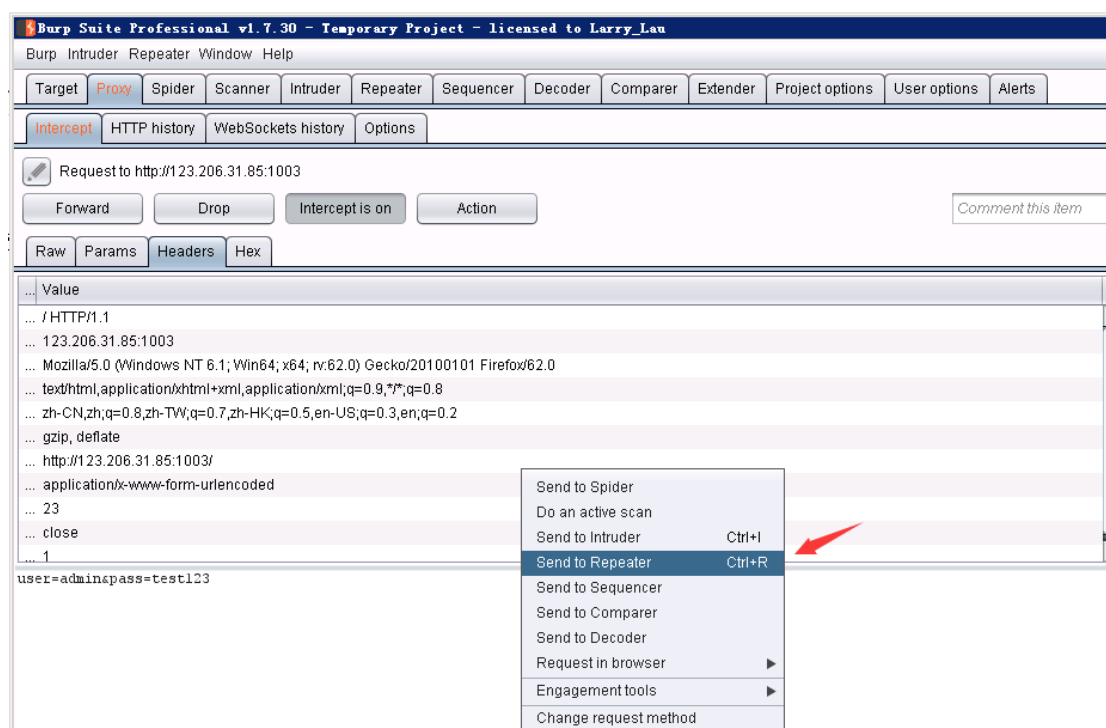 Burp Suite Professional v1.7.30 - Temporary Project - licensed to Larry_Lau
Burp Intruder Repeater Window Help
Target Proxy Spider Scanner Intruder Repeater Sequencer Decoder Comparer Extender Project options User options Alerts
Intercept HTTP history WebSockets history Options
Request to http://123.206.31.85:1003
Forward Drop Intercept is on Action Comment this item
Raw Params Headers Hex
... Value
... / HTTP/1.1
... 123.206.31.85:1003
... Mozilla/5.0 (Windows NT 6.1; Win64; x64; rv:62.0) Gecko/20100101 Firefox/62.0
... text/html,application/xhtml+xml,application/xml;q=0.9,*/*;q=0.8
... zh-CN,zh;q=0.8,zh-TW;q=0.7,zh-HK;q=0.5,en-US;q=0.3,en;q=0.2
... gzip, deflate
... http://123.206.31.85:1003/
... application/x-www-form-urlencoded
... 23
... close
... 1
user=admin&pass=test123
Send to Spider
Do an active scan
Send to Intruder Ctrl+I
Send to Repeater Ctrl+R
Send to Sequencer
Send to Comparer
Send to Decoder
Request in browser
Engagement tools
Change request method